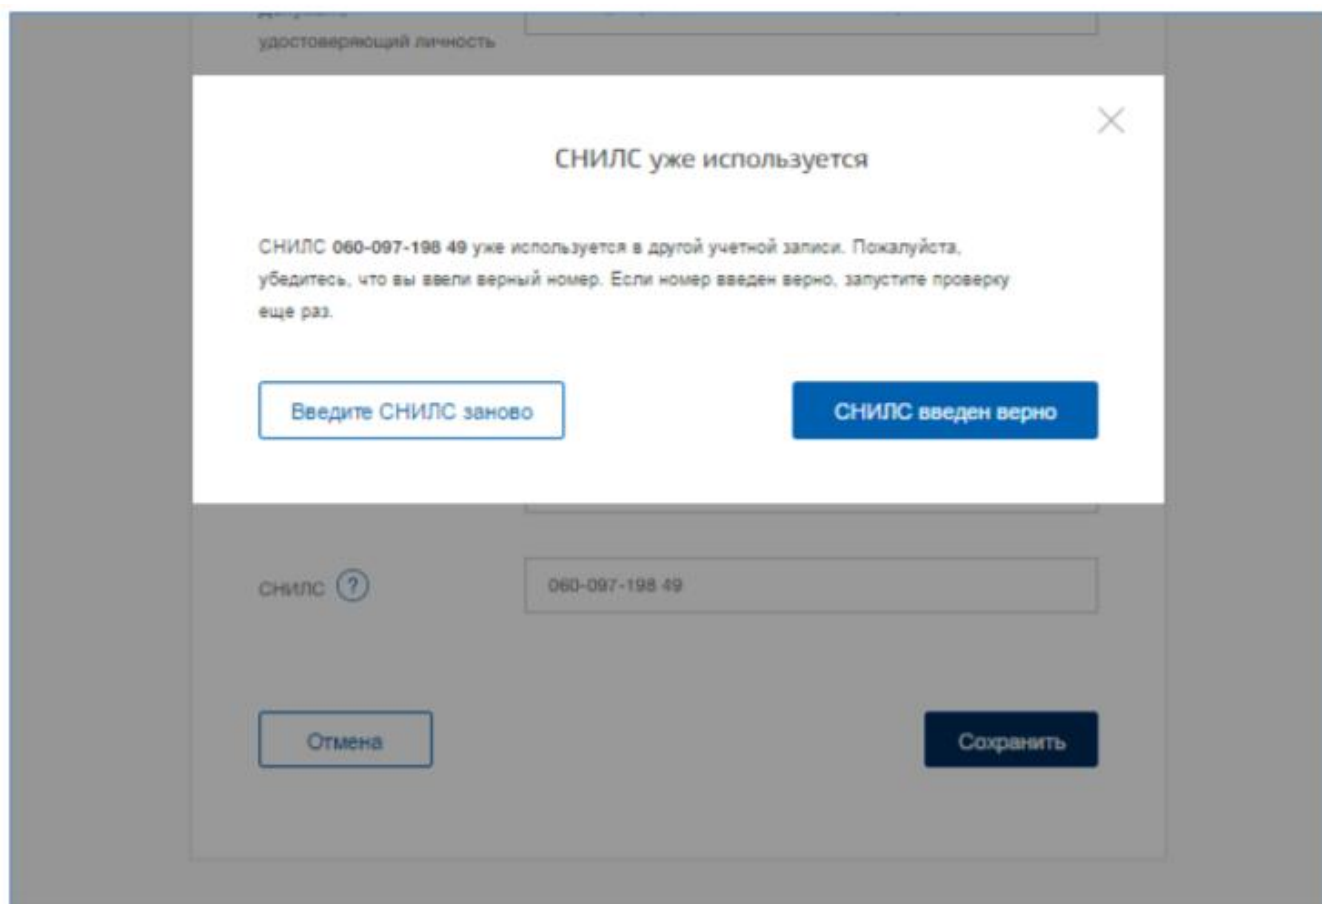 удостоверяющий личность
СНИЛС уже используется
СНИЛС 060-097-198 49 уже используется в другой учетной записи. Пожалуйста,
убедитесь, что вы ввели верный номер. Если номер введен верно, запустите проверку
еще раз.
Введите СНИЛС заново
СНИЛС введен верно
СНИЛС ? 060-097-198 49
Отмена
Сохранить